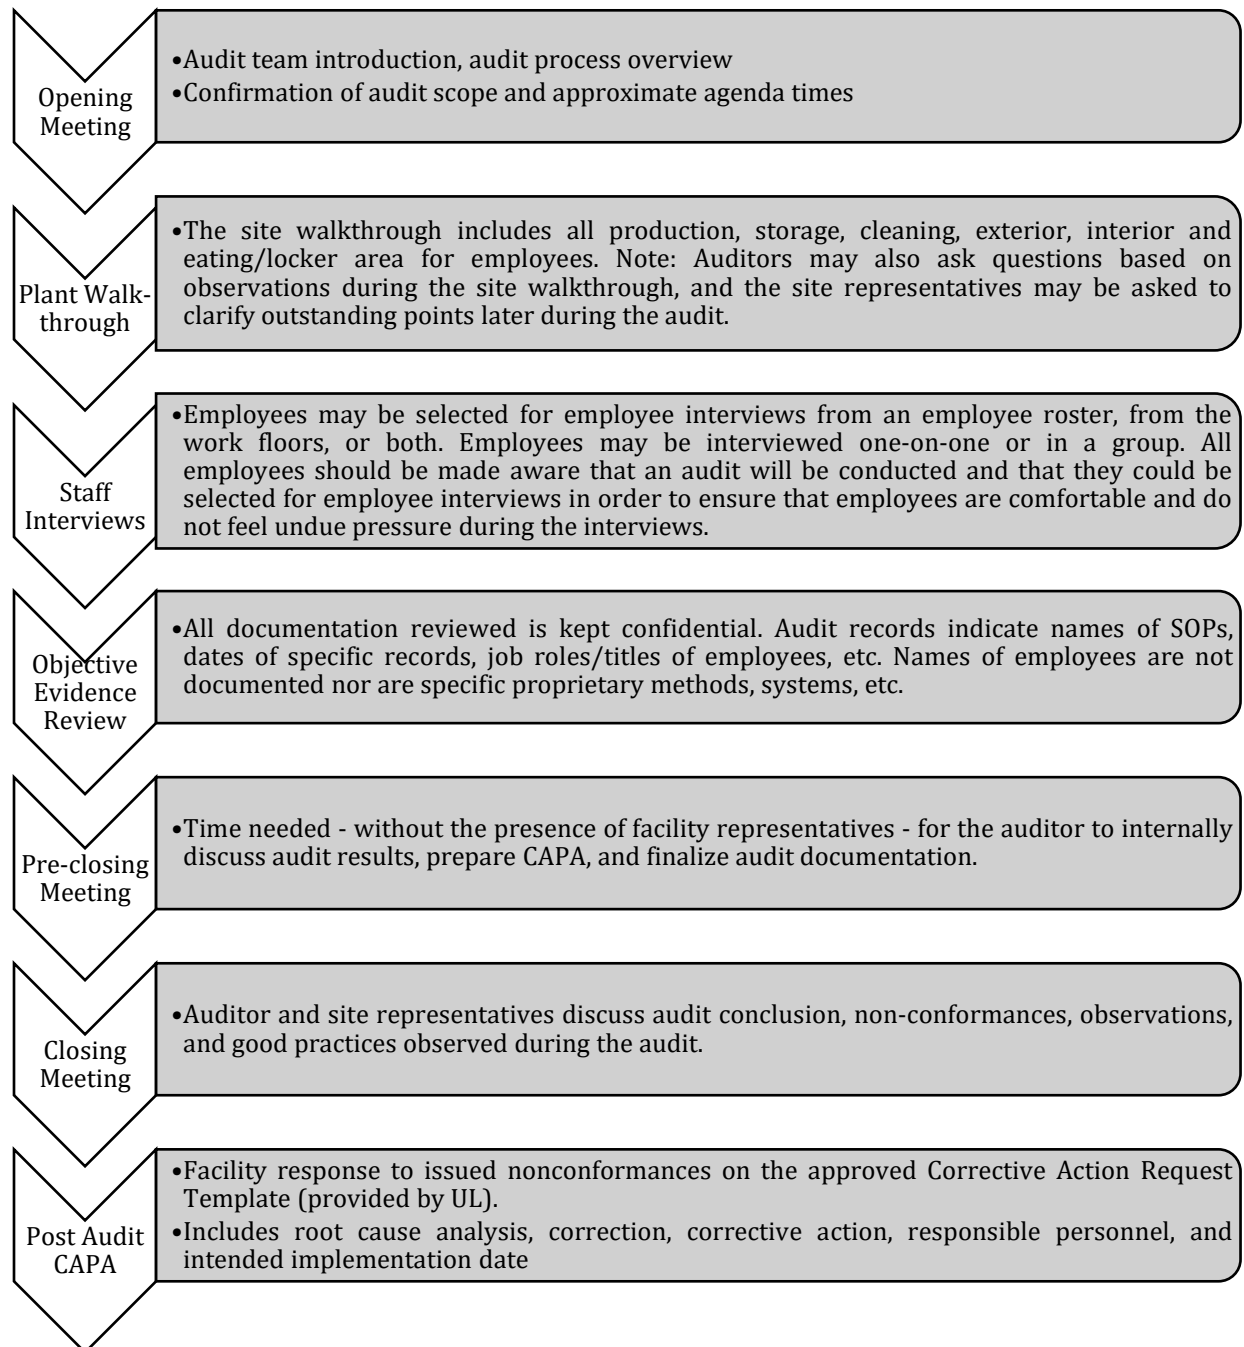 Opening
Meeting
•Audit team introduction, audit process overview
•Confirmation of audit scope and approximate agenda times
Plant Walk-
through
•The site walkthrough includes all production, storage, cleaning, exterior, interior and
eating/locker area for employees. Note: Auditors may also ask questions based on
observations during the site walkthrough, and the site representatives may be asked to
clarify outstanding points later during the audit.
Staff
Interviews
•Employees may be selected for employee interviews from an employee roster, from the
work floors, or both. Employees may be interviewed one-on-one or in a group. All
employees should be made aware that an audit will be conducted and that they could be
selected for employee interviews in order to ensure that employees are comfortable and do
not feel undue pressure during the interviews.
Objective
Evidence
Review
•All documentation reviewed is kept confidential. Audit records indicate names of SOPs,
dates of specific records, job roles/titles of employees, etc. Names of employees are not
documented nor are specific proprietary methods, systems, etc.
Pre-closing
Meeting
•Time needed - without the presence of facility representatives - for the auditor to internally
discuss audit results, prepare CAPA, and finalize audit documentation.
Closing
Meeting
•Auditor and site representatives discuss audit conclusion, non-conformances, observations,
and good practices observed during the audit.
Post Audit
CAPA
•Facility response to issued nonconformances on the approved Corrective Action Request
Template (provided by UL).
•Includes root cause analysis, correction, corrective action, responsible personnel, and
intended implementation date